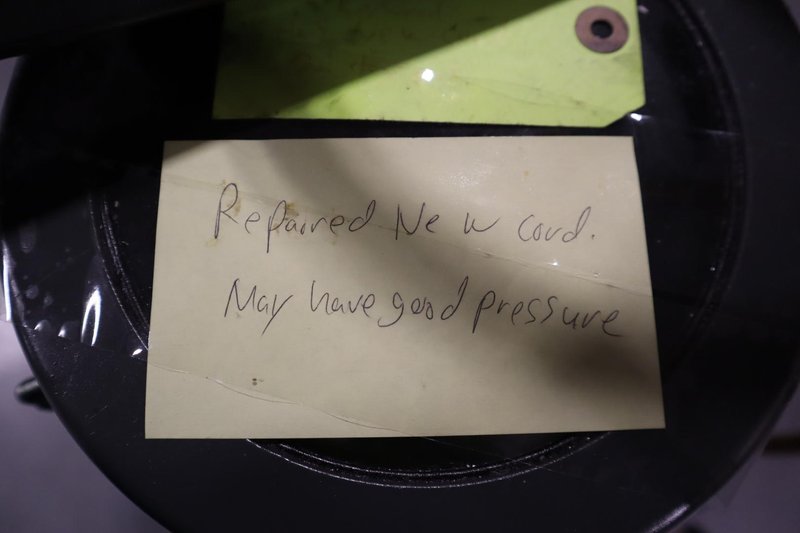 Repaired New cord.
May have good pressure